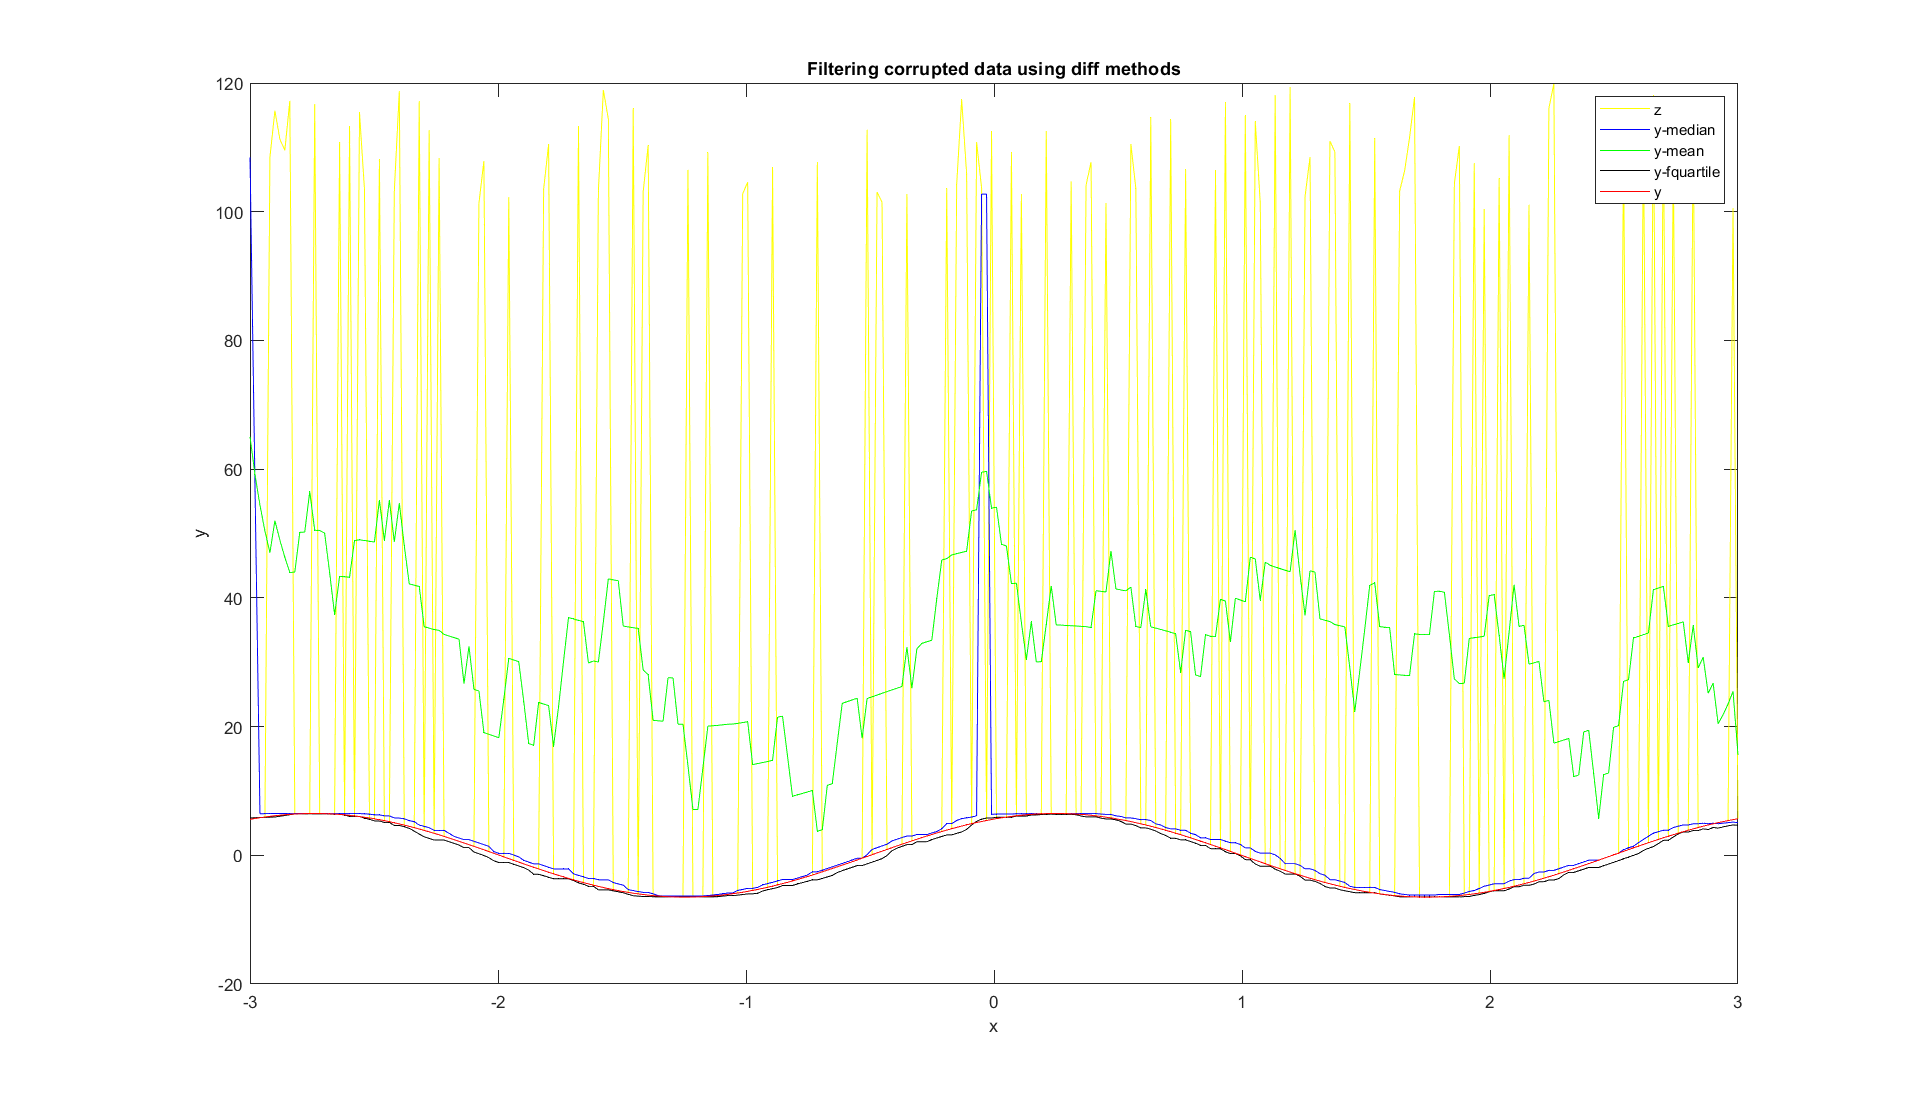 Filtering corrupted data using diff methods
120
100
80
60
40
20
0
-20
y
z
y-median
y-mean
y-fquartile
y
-3
-2
-1
0
1
2
3
x